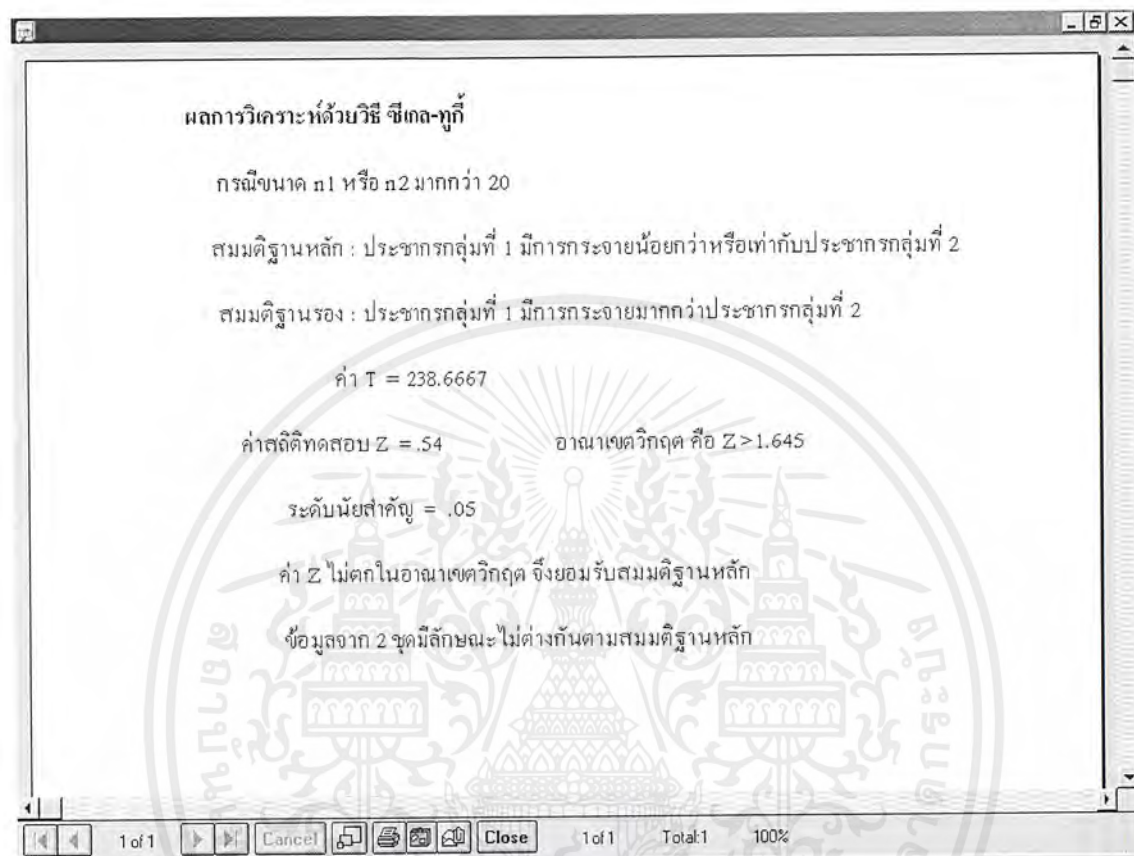 ผลการวิเคราะห์ด้วยวิธี ซีเกล-ทูกี้
กรณีขนาด n1 หรือ n2 มากกว่า 20
สมมติฐานหลัก : ประชากรกลุ่มที่ 1 มีการกระจายน้อยกว่าหรือเท่ากับประชากรกลุ่มที่ 2
สมมติฐานรอง : ประชากรกลุ่มที่ 1 มีการกระจายมากกว่าประชากรกลุ่มที่ 2
ค่า T = 238.6667
ค่าสถิติทดสอบ Z = .54 อาณาเขตวิกฤต คือ Z>1.645
ระดับนัยสำคัญ = .05
ค่า Z ไม่ตกในอาณาเขตวิกฤต จึงยอมรับสมมติฐานหลัก
ข้อมูลจาก 2 ชุดมีลักษณะไม่ต่างกันตามสมมติฐานหลัก
1 of 1 Cancel Close 1 of 1 Total:1 100%